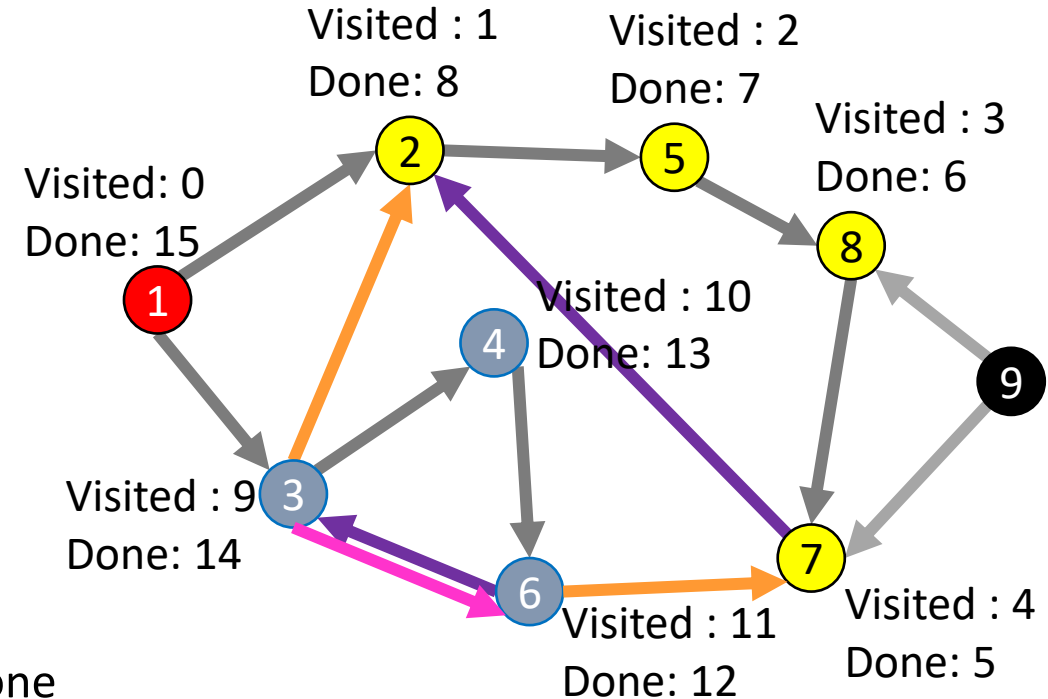 Visited : 1
Done: 8
Visited : 2
Done: 7
Visited : 3
Done: 6
Visited: 0
Done: 15
2
5
8
1
Visited : 10
Done: 13
4
9
Visited : 9
Done: 14
3
7
6
Visited : 11
Done: 12
Visited : 4
Done: 5
one